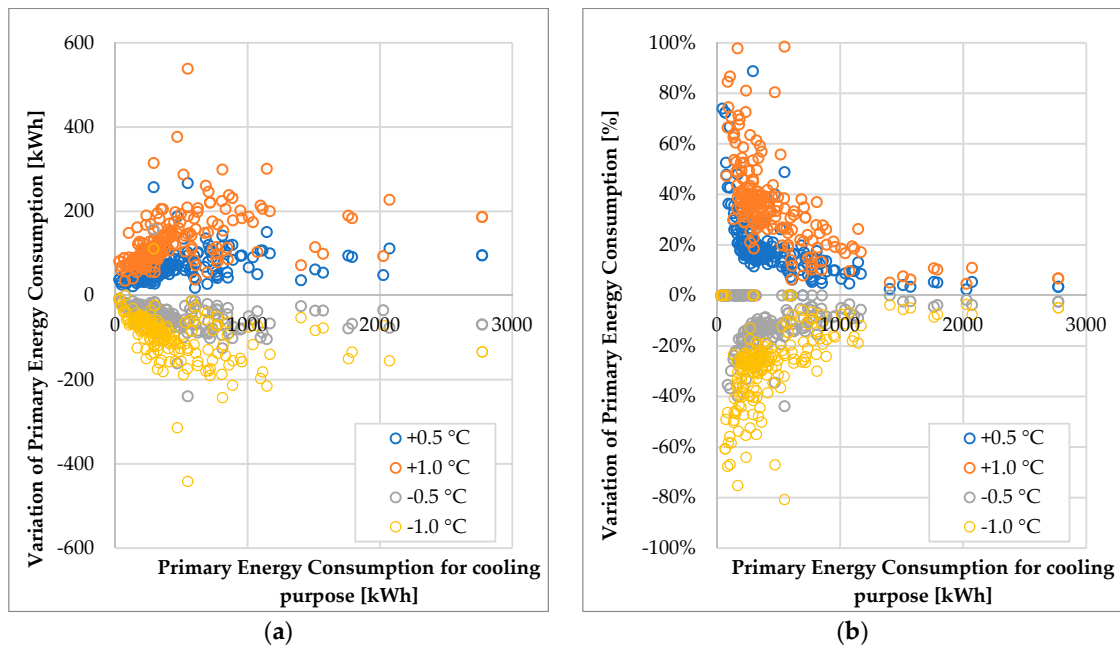 Variation of Primary Energy Consumption [kWh]
600
400
200
0
-200
-400
-600
0
1000
2000
3000
+0.5 °C
+1.0 °C
-0.5 °C
-1.0 °C
Primary Energy Consumption for cooling
purpose [kWh]
(a)
Variation of Primary Energy Consumption [%]
100%
80%
60%
40%
20%
0%
-20%
-40%
-60%
-80%
-100%
0
1000
2000
3000
+0.5 °C
+1.0 °C
-0.5 °C
-1.0 °C
Primary Energy Consumption for cooling
purpose [kWh]
(b)